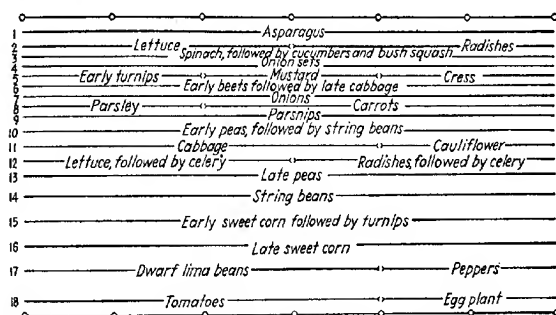 1 Asparagus
2 Lettuce Radishes
3 Spinach, followed by cucumbers and bush squash
4 Onion sets
5 Early turnips Mustard Cress
6 Early beets followed by late cabbage
7 Onions
8 Parsley Carrots
9 Parsnips
10 Early peas, followed by string beans
11 Cabbage Cauliflower
12 Lettuce, followed by celery Radishes, followed by celery
13 Late peas
14 String beans
15 Early sweet corn followed by turnips
16 Late sweet corn
17 Dwarf lima beans Peppers
18 Tomatoes Egg plant